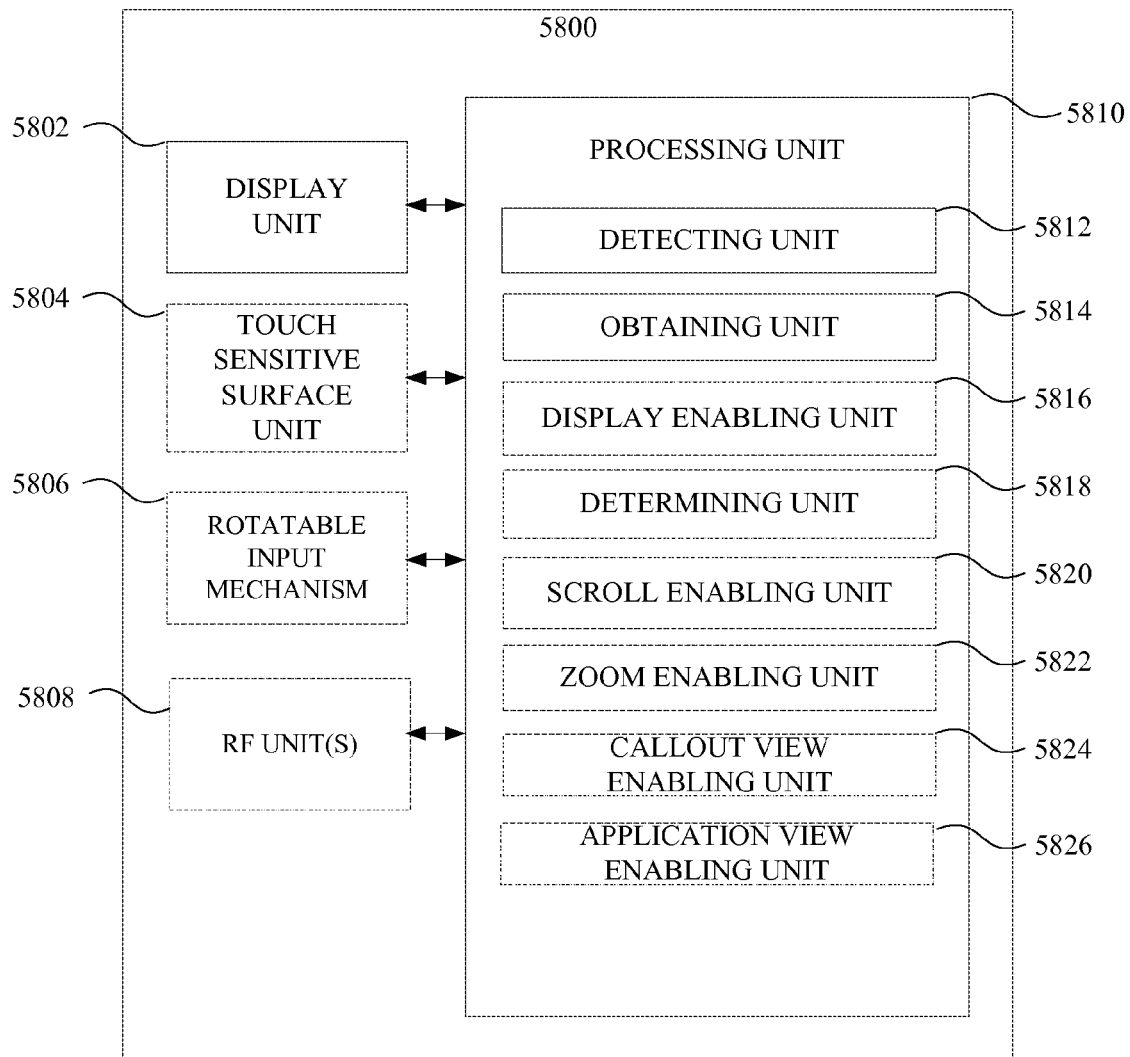 5800
5802
DISPLAY
UNIT
5804
TOUCH
SENSITIVE
SURFACE
UNIT
5806
ROTATABLE
INPUT
MECHANISM
5808
RF UNIT(S)
5810
PROCESSING UNIT
DETECTING UNIT
5812
OBTAINING UNIT
5814
DISPLAY ENABLING UNIT
5816
DETERMINING UNIT
5818
SCROLL ENABLING UNIT
5820
ZOOM ENABLING UNIT
5822
CALLOUT VIEW
ENABLING UNIT
5824
APPLICATION VIEW
ENABLING UNIT
5826